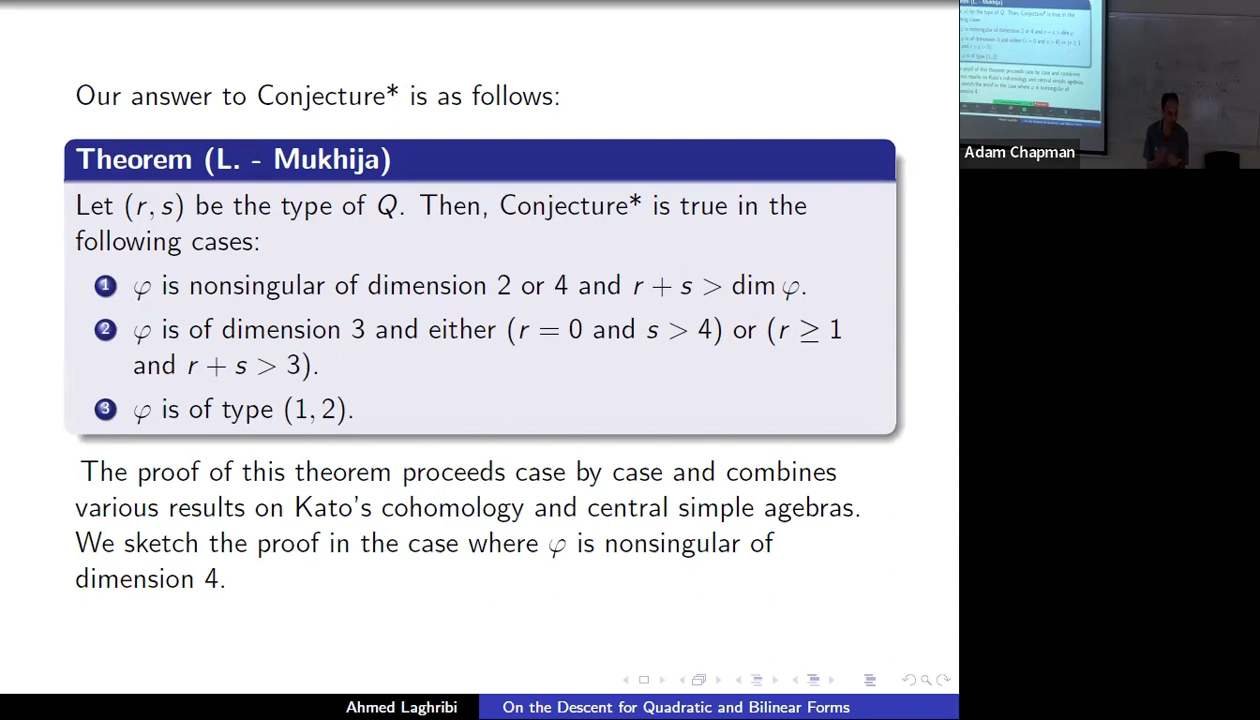 Our answer to Conjecture* is as follows:
Theorem (L. - Mukhija)
Let (r, s) be the type of Q. Then, Conjecture* is true in the
following cases:
1 φ is nonsingular of dimension 2 or 4 and r + s > dim φ.
2 φ is of dimension 3 and either (r = 0 and s > 4) or (r ≥ 1
and r + s > 3).
3 φ is of type (1, 2).
The proof of this theorem proceeds case by case and combines
various results on Kato's cohomology and central simple agebras.
We sketch the proof in the case where φ is nonsingular of
dimension 4.
Ahmed Laghribi On the Descent for Quadratic and Bilinear Forms
Adam Chapman